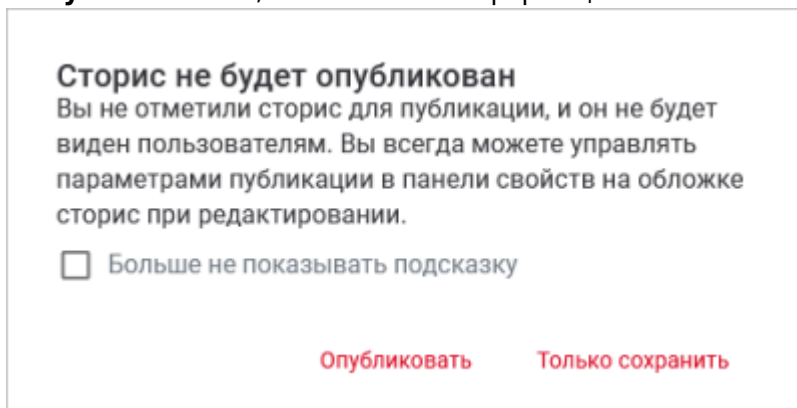 Сторис не будет опубликован
Вы не отметили сторис для публикации, и он не будет
виден пользователям. Вы всегда можете управлять
параметрами публикации в панели свойств на обложке
сторис при редактировании.
Больше не показывать подсказку
Опубликовать Только сохранить